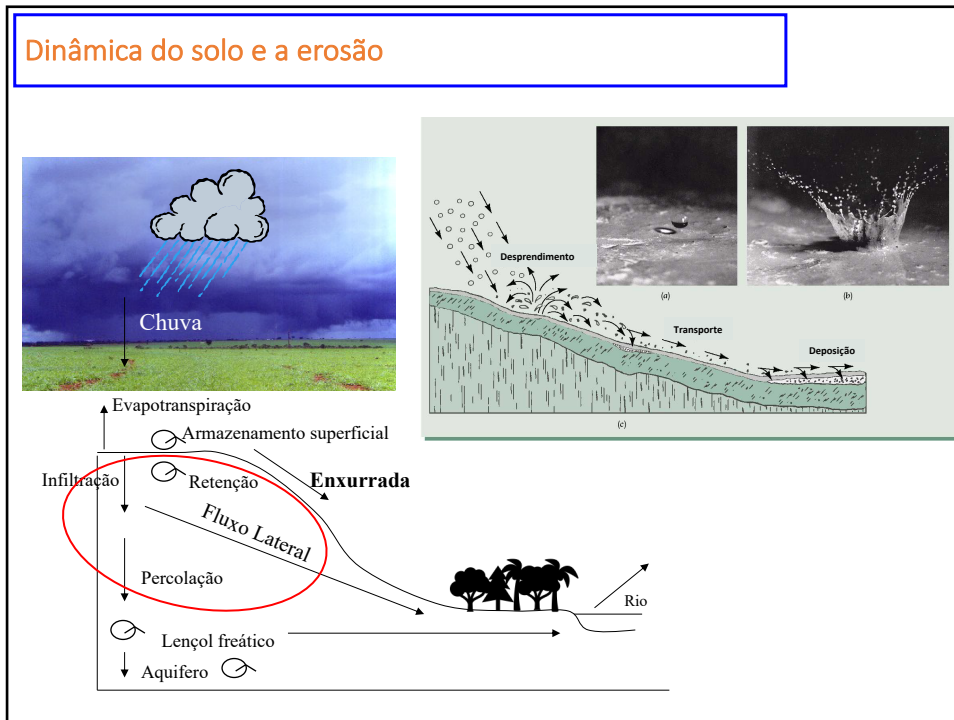 Dinâmica do solo e a erosão
Chuva
Desprendimento
Transporte
Deposição
(a)
(b)
(c)
Evapotranspiração
Armazenamento superficial
Infiltração
Retenção
Enxurrada
Fluxo Lateral
Percolação
Rio
Lençol freático
Aquifero